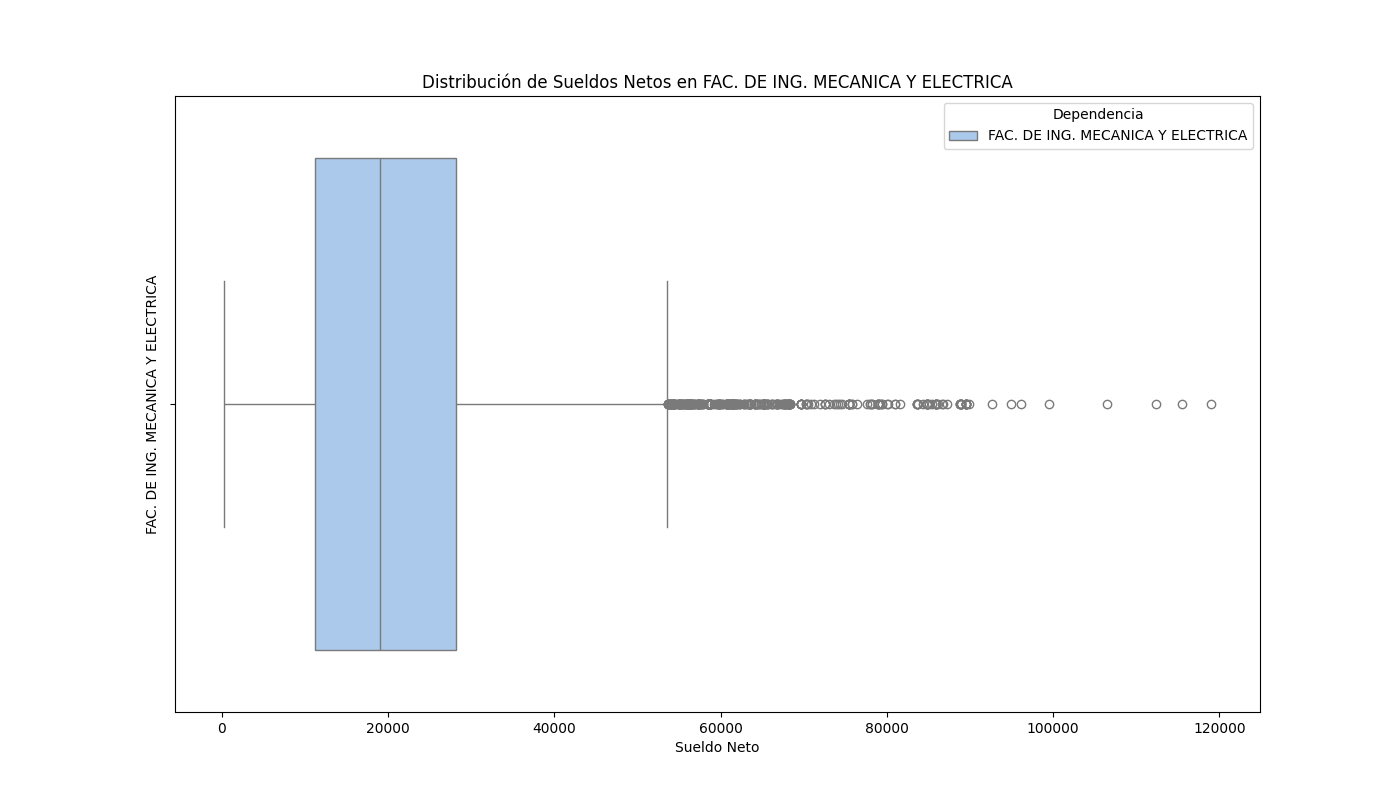 Distribución de Sueldos Netos en FAC. DE ING. MECANICA Y ELECTRICA
Dependencia
FAC. DE ING. MECANICA Y ELECTRICA
FAC. DE ING. MECANICA Y ELECTRICA
0 20000 40000 60000 80000 100000 120000
Sueldo Neto